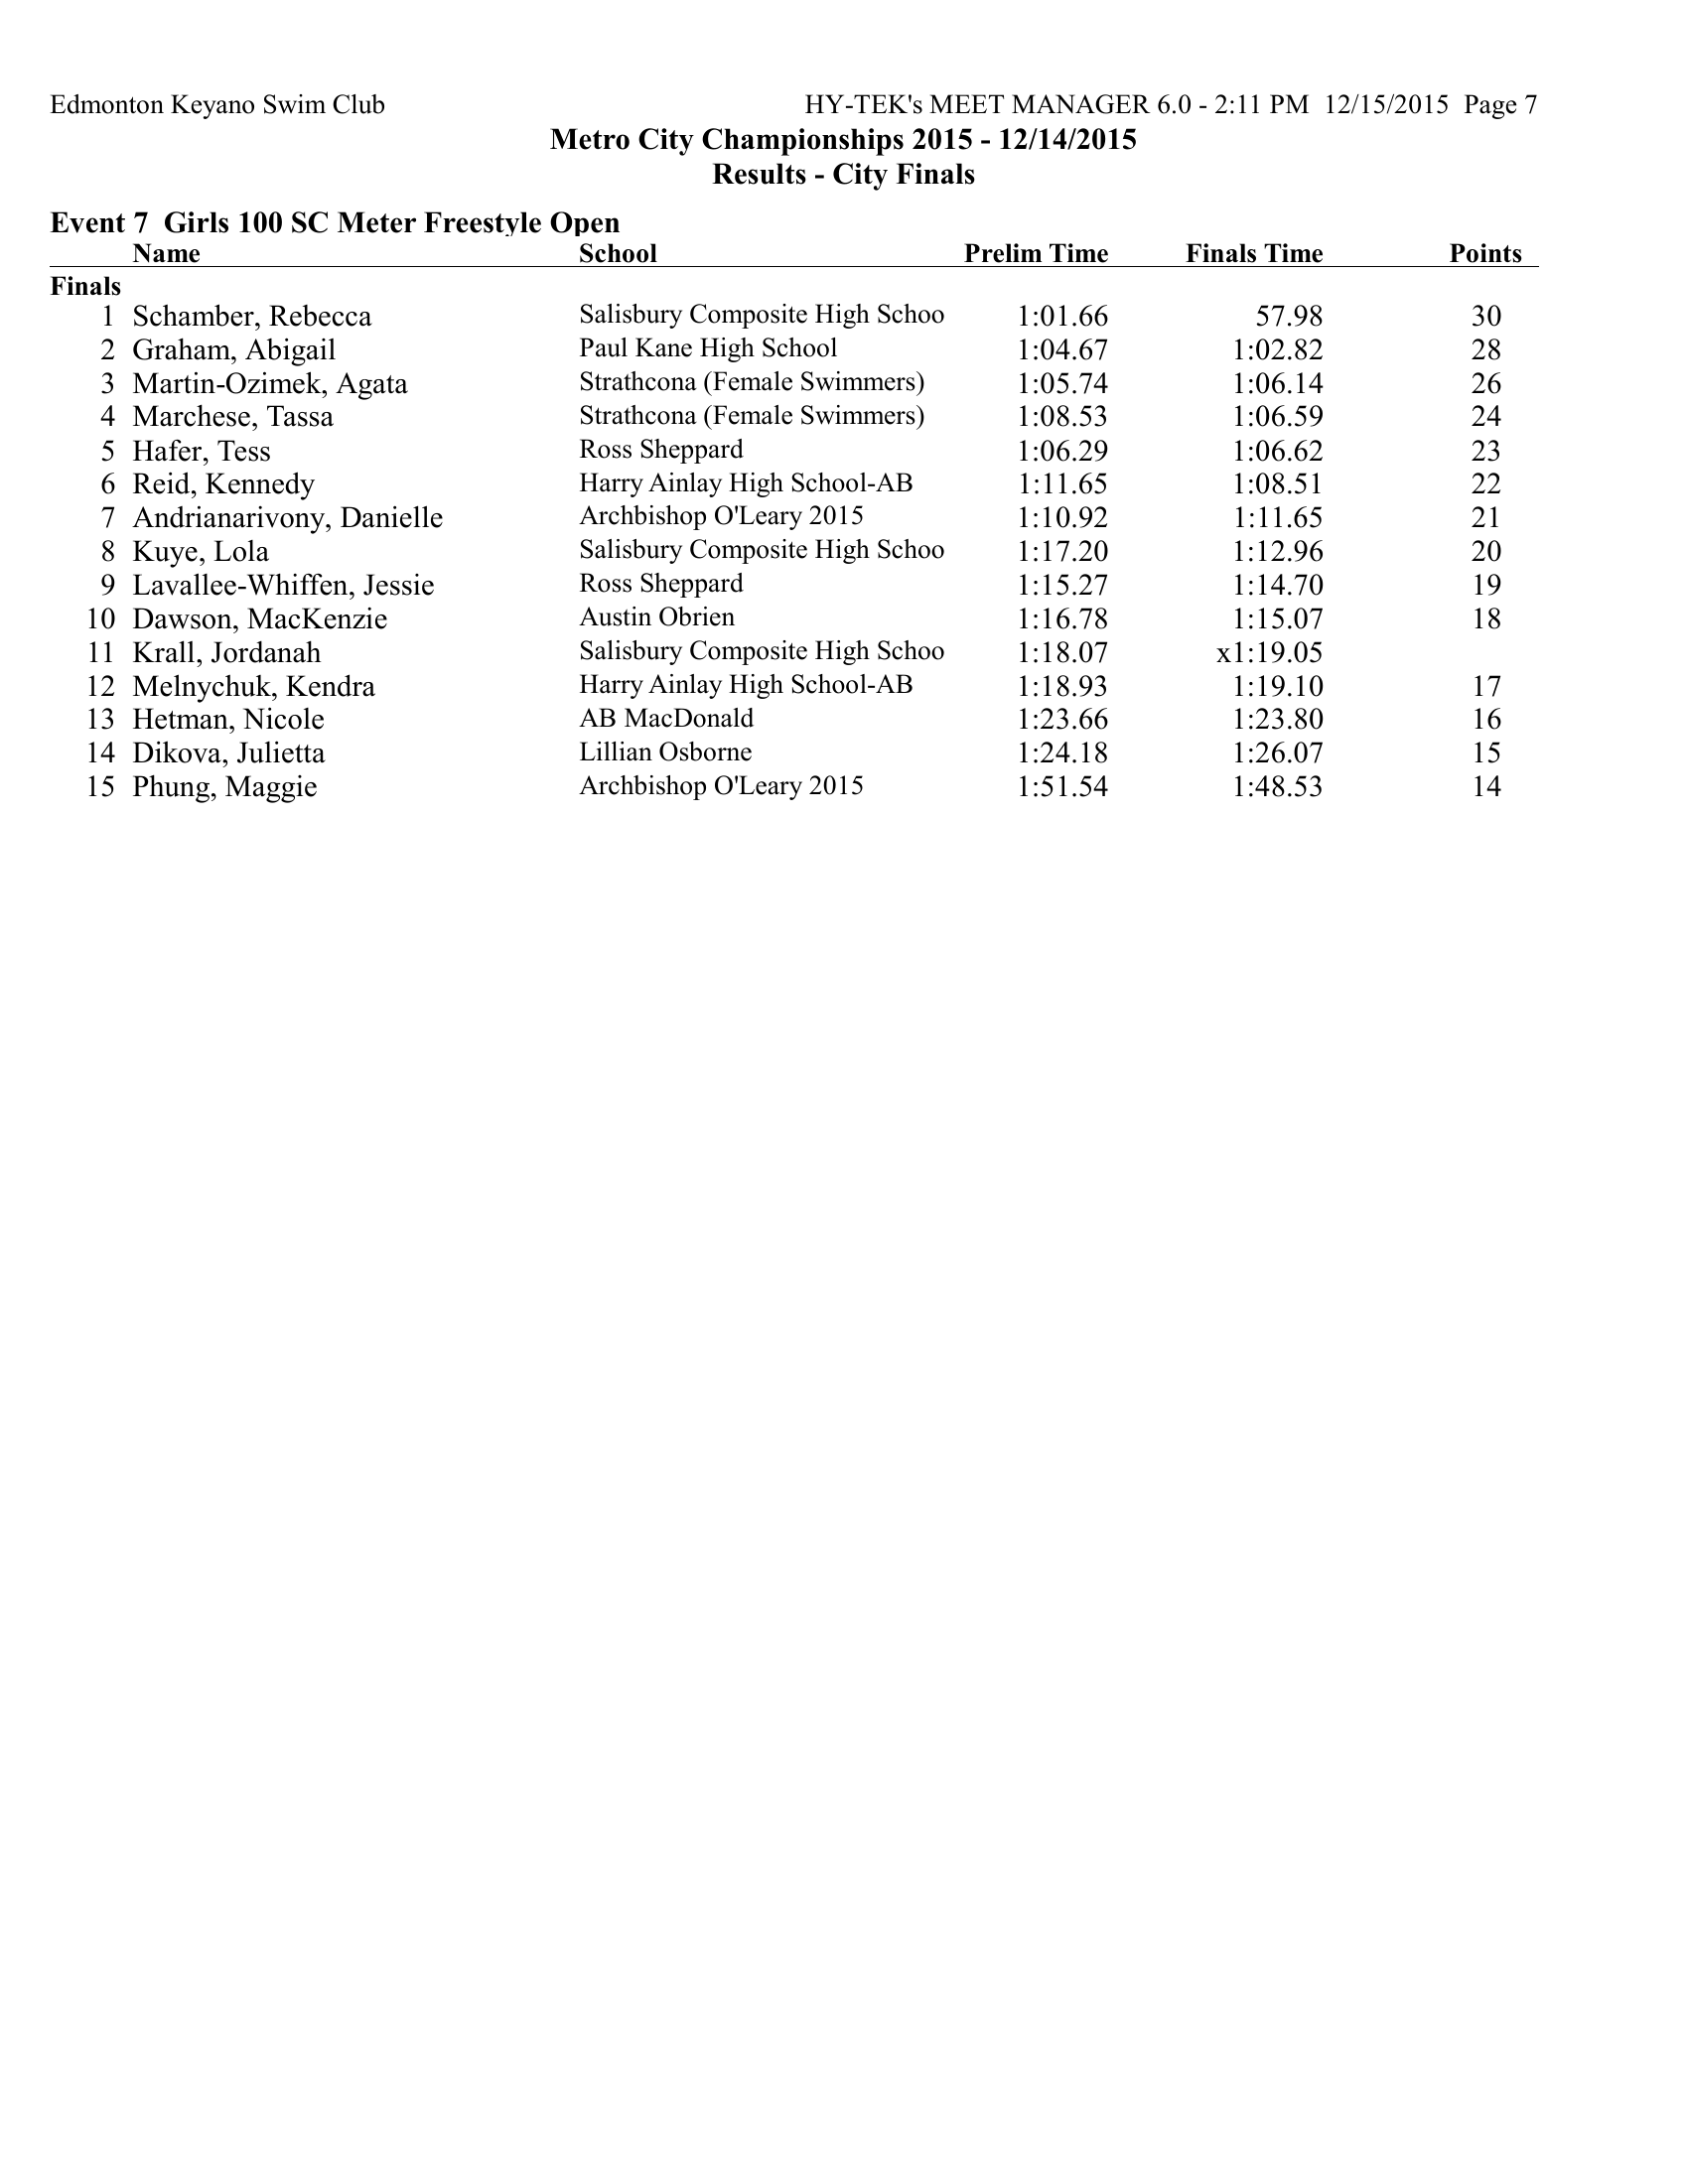 Edmonton Keyano Swim Club HY-TEK's MEET MANAGER 6.0 - 2:11 PM 12/15/2015 Page 7
Metro City Championships 2015 - 12/14/2015
Results - City Finals
Event 7 Girls 100 SC Meter Freestyle Open
Name School Prelim Time Finals Time Points
Finals
1 Schamber, Rebecca Salisbury Composite High Schoo 1:01.66 57.98 30
2 Graham, Abigail Paul Kane High School 1:04.67 1:02.82 28
3 Martin-Ozimek, Agata Strathcona (Female Swimmers) 1:05.74 1:06.14 26
4 Marchese, Tassa Strathcona (Female Swimmers) 1:08.53 1:06.59 24
5 Hafer, Tess Ross Sheppard 1:06.29 1:06.62 23
6 Reid, Kennedy Harry Ainlay High School-AB 1:11.65 1:08.51 22
7 Andrianarivony, Danielle Archbishop O'Leary 2015 1:10.92 1:11.65 21
8 Kuye, Lola Salisbury Composite High Schoo 1:17.20 1:12.96 20
9 Lavallee-Whiffen, Jessie Ross Sheppard 1:15.27 1:14.70 19
10 Dawson, MacKenzie Austin Obrien 1:16.78 1:15.07 18
11 Krall, Jordanah Salisbury Composite High Schoo 1:18.07 x1:19.05
12 Melnychuk, Kendra Harry Ainlay High School-AB 1:18.93 1:19.10 17
13 Hetman, Nicole AB MacDonald 1:23.66 1:23.80 16
14 Dikova, Julietta Lillian Osborne 1:24.18 1:26.07 15
15 Phung, Maggie Archbishop O'Leary 2015 1:51.54 1:48.53 14